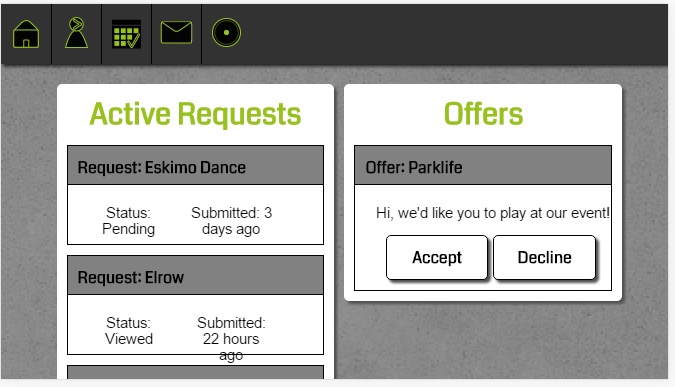 Active Requests
Request: Eskimo Dance
Status:
Pending
Submitted: 3
days ago
Request: Elrow
Status:
Viewed
Submitted:
22 hours
ago
Offers
Offer: Parklife
Hi, we'd like you to play at our event!
Accept
Decline